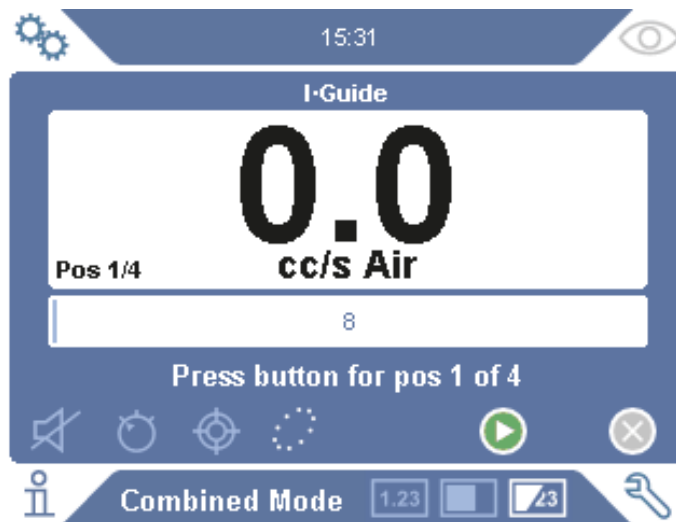 15:31
I·Guide
0.0
Pos 1/4
cc/s Air
8
Press button for pos 1 of 4
Combined Mode
1.23
23